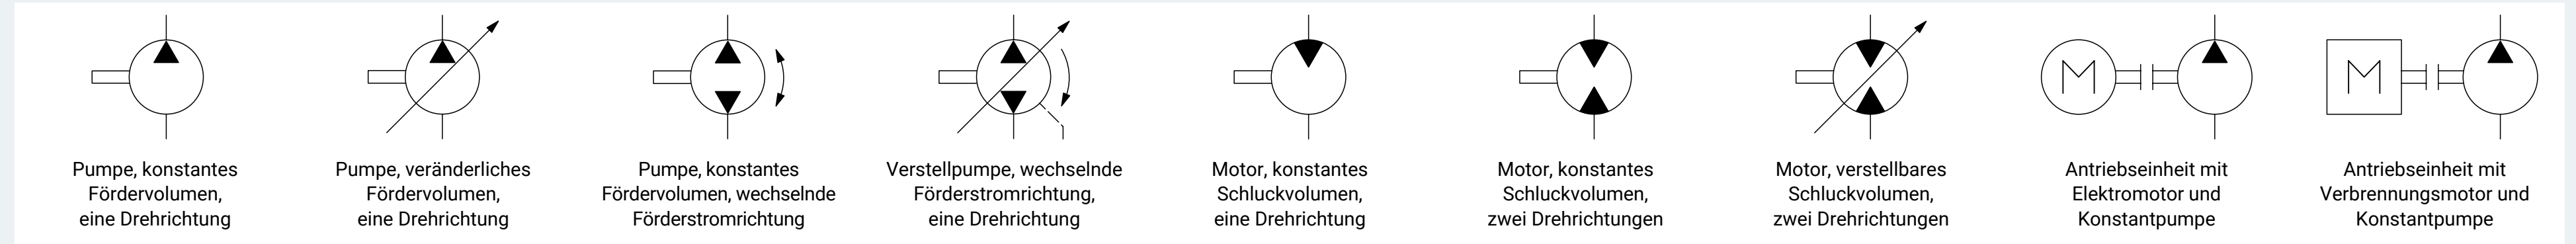 M
M
Pumpe, konstantes
Fördervolumen,
eine Drehrichtung
Pumpe, veränderliches
Fördervolumen,
eine Drehrichtung
Pumpe, konstantes
Fördervolumen, wechselnde
Förderstromrichtung
Verstellpumpe, wechselnde
Förderstromrichtung,
eine Drehrichtung
Motor, konstantes
Schluckvolumen,
eine Drehrichtung
Motor, konstantes
Schluckvolumen,
zwei Drehrichtungen
Motor, verstellbares
Schluckvolumen,
zwei Drehrichtungen
Antriebseinheit mit
Elektromotor und
Konstantpumpe
Antriebseinheit mit
Verbrennungsmotor und
Konstantpumpe